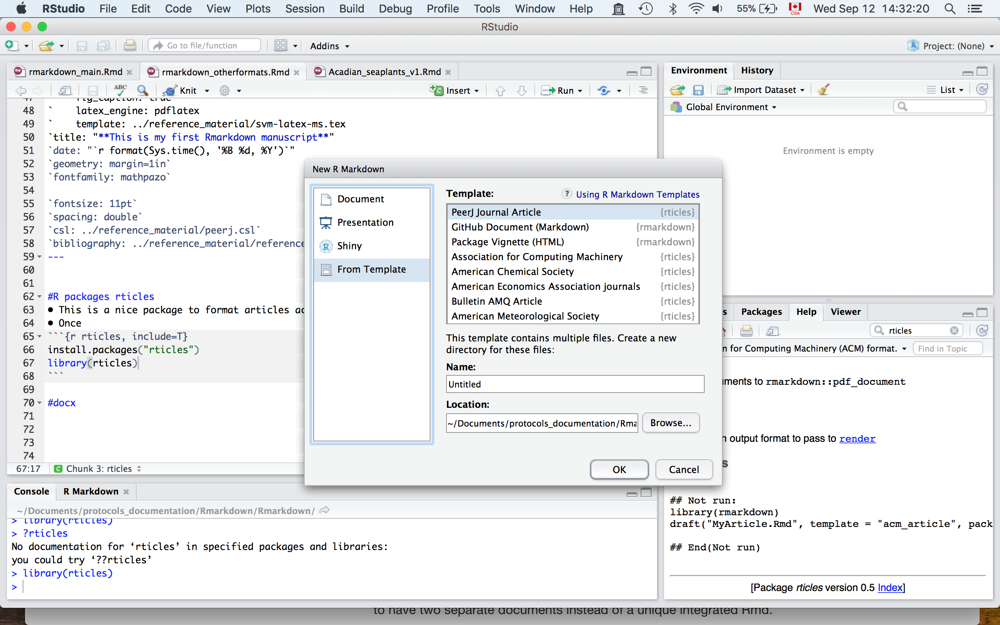 RStudio File Edit Code View Plots Session Build Debug Profile Tools Window Help 55% CSA Wed Sep 12 14:32:20
RStudio
Go to file/function Addins Project: (None)
rmarkdown_main.Rmd rmarkdown_otherformats.Rmd Acadian_seaplants_v1.Rmd
ABC Knit Insert Run
47 fig_caption: true
48 ` latex_engine: pdflatex
49 ` template: ../reference_material/svm-latex-ms.tex
50 `title: "**This is my first Rmarkdown manuscript**"
51 `date: "`r format(Sys.time(), '%B %d, %Y')`"
52 `geometry: margin=1in`
53 `fontfamily: mathpazo`
54
55 `fontsize: 11pt`
56 `spacing: double`
57 `csl: ../reference_material/peerj.csl`
58 `bibliography: ../reference_material/reference
59 ---
60
61
62 #R packages rticles
63 • This is a nice package to format articles ac
64 • Once
65 ```{r rticles, include=T}
66 install.packages("rticles")
67 library(rticles)
68 ```
69
70 #docx
71
72
73
74
67:17 C Chunk 3: rticles
Console R Markdown
~/Documents/protocols_documentation/Rmarkdown/Rmarkdown/
> library(rticles)
> ?rticles
No documentation for ‘rticles’ in specified packages and libraries:
you could try ‘??rticles’
> library(rticles)
>
New R Markdown
Document
Presentation
Shiny
From Template
Template: ? Using R Markdown Templates
PeerJ Journal Article {rticles}
GitHub Document (Markdown) {rmarkdown}
Package Vignette (HTML) {rmarkdown}
Association for Computing Machinery {rticles}
American Chemical Society {rticles}
American Economics Association journals {rticles}
Bulletin AMQ Article {rticles}
American Meteorological Society {rticles}
This template contains multiple files. Create a new
directory for these files:
Name:
Untitled
Location:
~/Documents/protocols_documentation/Rma Browse...
OK Cancel
Environment History
Import Dataset List
Global Environment
Environment is empty
s Packages Help Viewer
rticles
n for Computing Machinery (ACM) format. Find in Topic
ments to rmarkdown::pdf_document
n output format to pass to render
s
## Not run:
library(rmarkdown)
draft("MyArticle.Rmd", template = "acm_article", pack
## End(Not run)
[Package rticles version 0.5 Index]
to have two separate documents instead of a unique integrated Rmd.